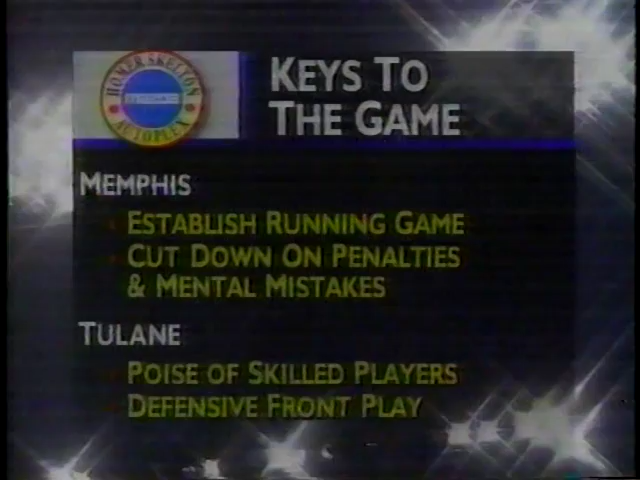 HOMER SKELTON
AUTOPLEX
KEYS TO
THE GAME
MEMPHIS
ESTABLISH RUNNING GAME
CUT DOWN ON PENALTIES
& MENTAL MISTAKES
TULANE
POISE OF SKILLED PLAYERS
DEFENSIVE FRONT PLAY